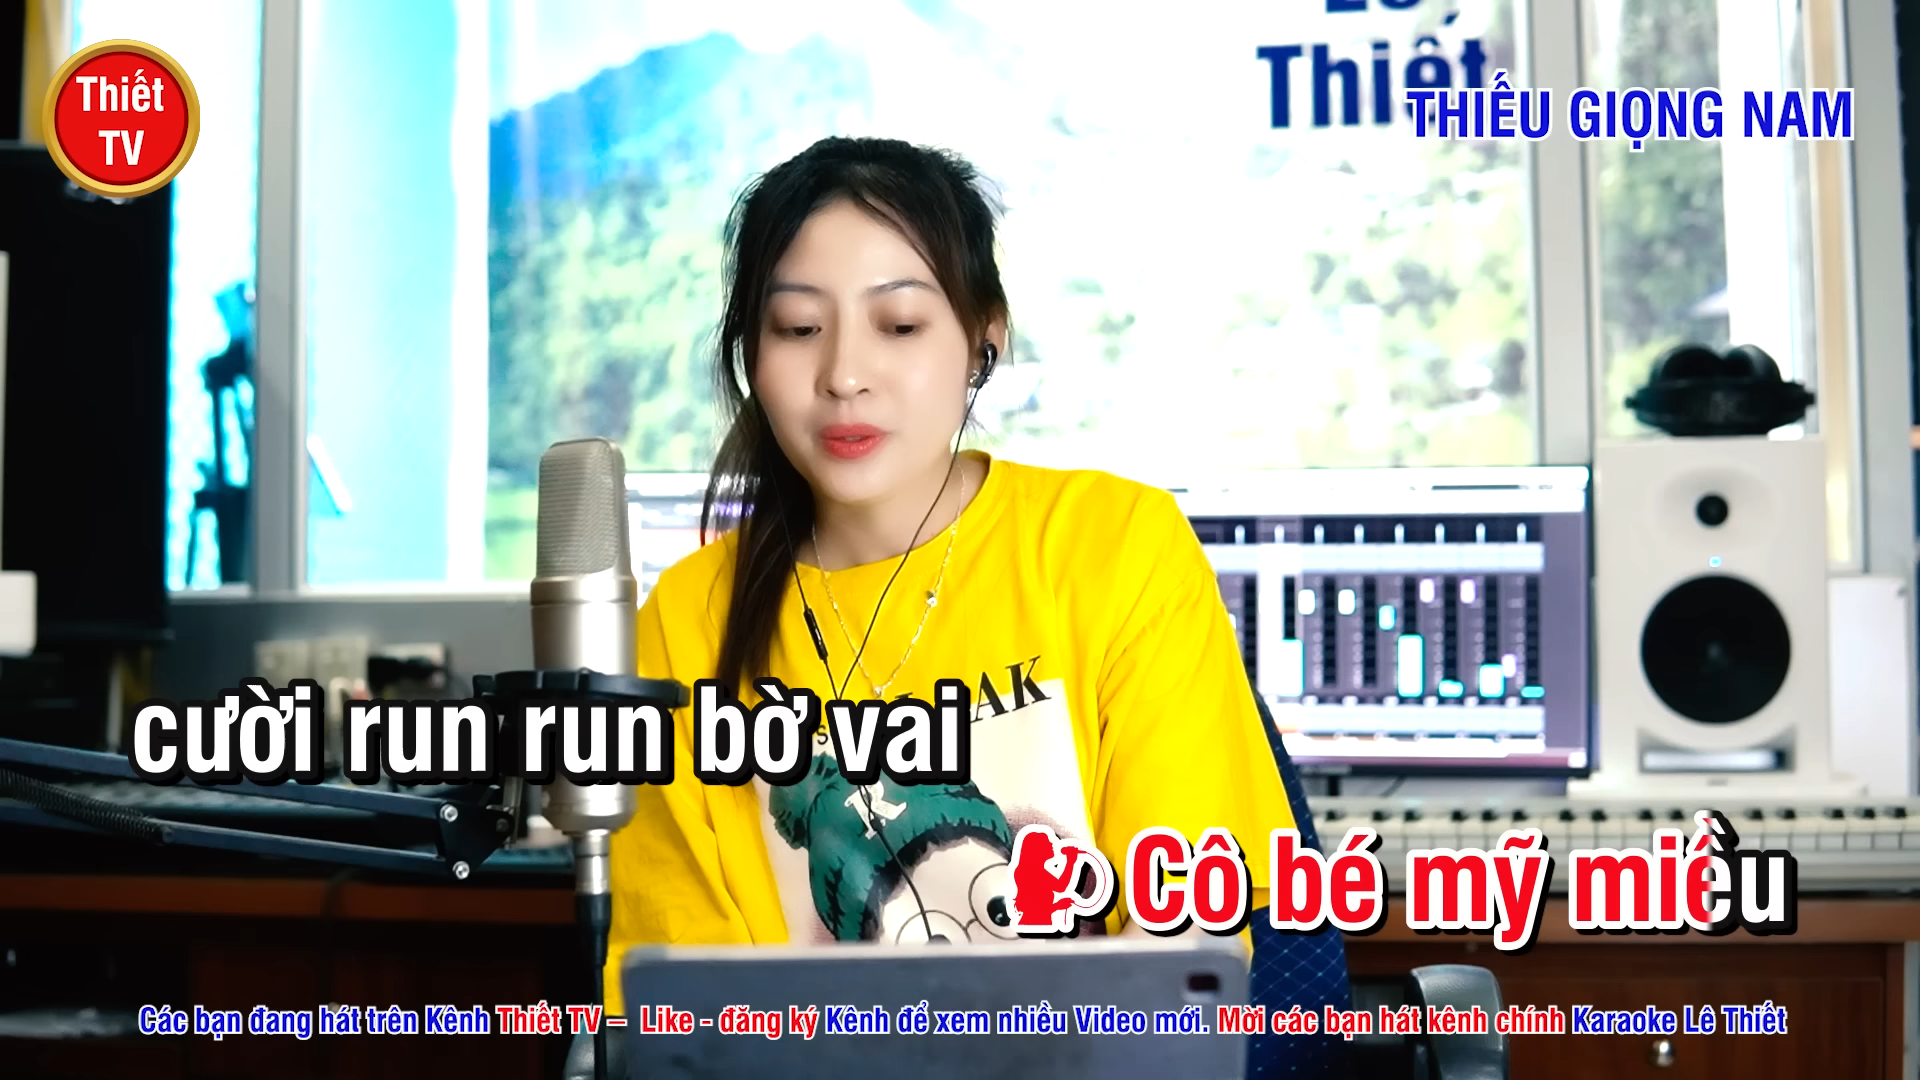 Thiết
TV
Thiết
THIẾU GIỌNG NAM
AK
R
cười run run bờ vai
Cô bé mỹ miều
Các bạn đang hát trên Kênh Thiết TV – Like - đăng ký Kênh để xem nhiều Video mới. Mời các bạn hát kênh chính Karaoke Lê Thiết